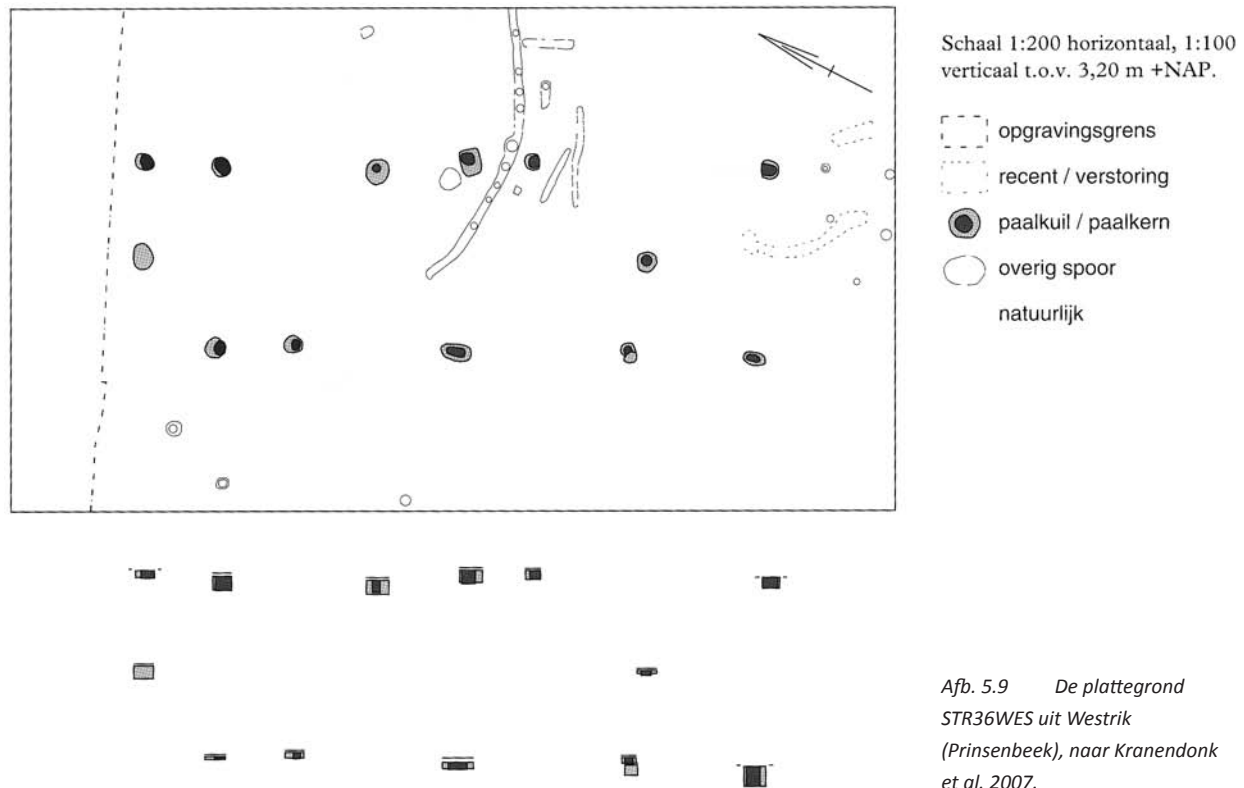 Schaal 1:200 horizontaal, 1:100
verticaal t.o.v. 3,20 m +NAP.
opgravingsgrens
recent / verstoring
paalkuil / paalkern
overig spoor
natuurlijk
Afb. 5.9 De plattegrond
STR36WES uit Westrik
(Prinsenbeek), naar Kranendonk
et al. 2007.